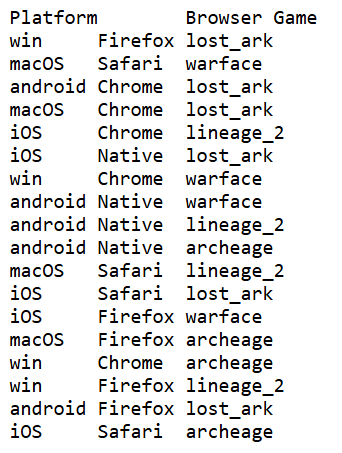 Platform        Browser Game
win     Firefox lost_ark
macOS   Safari  warface
android Chrome  lost_ark
macOS   Chrome  lost_ark
iOS     Chrome  lineage_2
iOS     Native  lost_ark
win     Chrome  warface
android Native  warface
android Native  lineage_2
android Native  archeage
macOS   Safari  lineage_2
iOS     Safari  lost_ark
iOS     Firefox warface
macOS   Firefox archeage
win     Chrome  archeage
win     Firefox lineage_2
android Firefox lost_ark
iOS     Safari  archeage